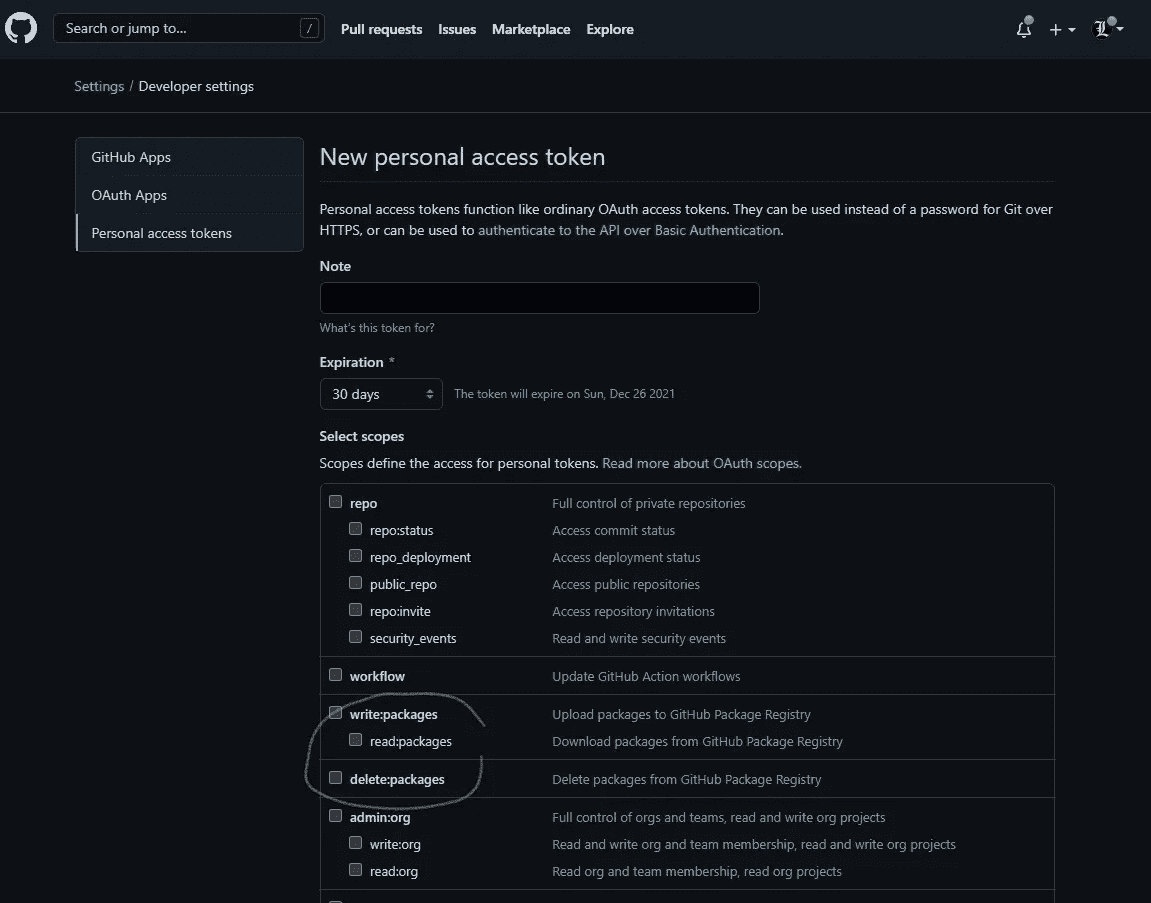 Search or jump to... /
Pull requests Issues Marketplace Explore
Settings / Developer settings
GitHub Apps
OAuth Apps
Personal access tokens
New personal access token
Personal access tokens function like ordinary OAuth access tokens. They can be used instead of a password for Git over
HTTPS, or can be used to authenticate to the API over Basic Authentication.
Note
What's this token for?
Expiration *
30 days The token will expire on Sun, Dec 26 2021
Select scopes
Scopes define the access for personal tokens. Read more about OAuth scopes.
repo Full control of private repositories
repo:status Access commit status
repo_deployment Access deployment status
public_repo Access public repositories
repo:invite Access repository invitations
security_events Read and write security events
workflow Update GitHub Action workflows
write:packages Upload packages to GitHub Package Registry
read:packages Download packages from GitHub Package Registry
delete:packages Delete packages from GitHub Package Registry
admin:org Full control of orgs and teams, read and write org projects
write:org Read and write org and team membership, read and write org projects
read:org Read org and team membership, read org projects